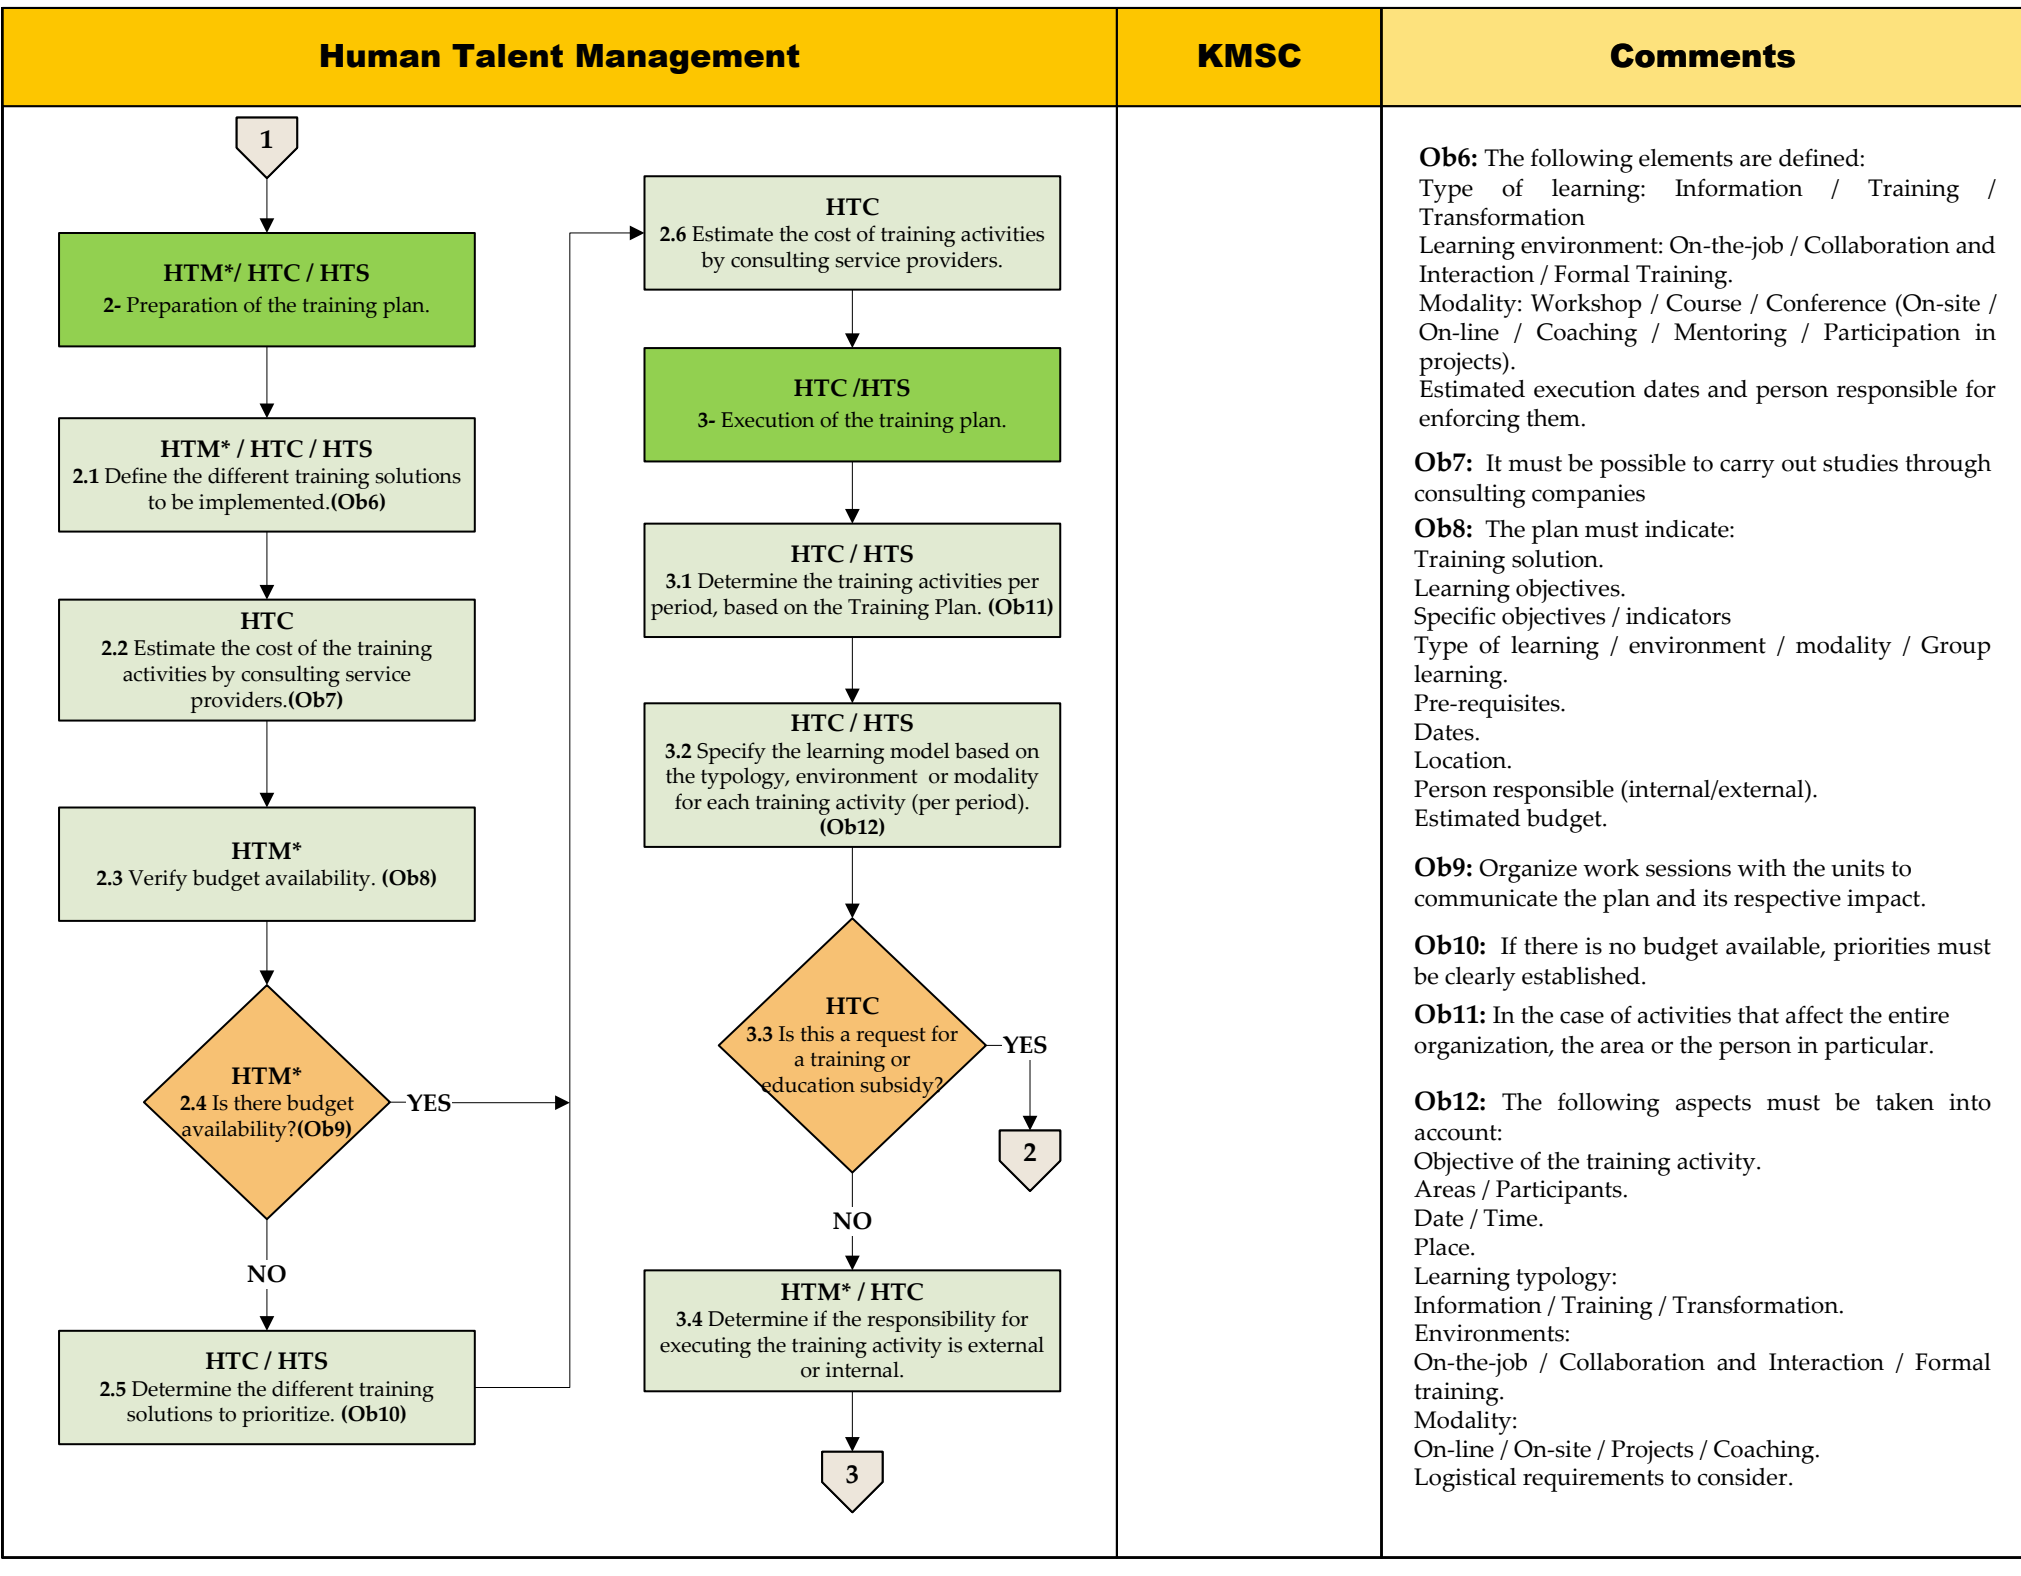 Human Talent Management
KMSC
Comments
1
HTM*/ HTC / HTS
2- Preparation of the training plan.
HTM* / HTC / HTS
2.1 Define the different training solutions
to be implemented.(Ob6)
HTC
2.2 Estimate the cost of the training
activities by consulting service
providers.(Ob7)
HTM*
2.3 Verify budget availability. (Ob8)
HTM*
2.4 Is there budget
availability?(Ob9)
YES
NO
HTC / HTS
2.5 Determine the different training
solutions to prioritize. (Ob10)
HTC
2.6 Estimate the cost of training activities
by consulting service providers.
HTC /HTS
3- Execution of the training plan.
HTC / HTS
3.1 Determine the training activities per
period, based on the Training Plan. (Ob11)
HTC / HTS
3.2 Specify the learning model based on
the typology, environment or modality
for each training activity (per period).
(Ob12)
HTC
3.3 Is this a request for
a training or
education subsidy?
YES
2
NO
HTM* / HTC
3.4 Determine if the responsibility for
executing the training activity is external
or internal.
3
Ob6: The following elements are defined:
Type of learning: Information / Training /
Transformation
Learning environment: On-the-job / Collaboration and
Interaction / Formal Training.
Modality: Workshop / Course / Conference (On-site /
On-line / Coaching / Mentoring / Participation in
projects).
Estimated execution dates and person responsible for
enforcing them.
Ob7: It must be possible to carry out studies through
consulting companies
Ob8: The plan must indicate:
Training solution.
Learning objectives.
Specific objectives / indicators
Type of learning / environment / modality / Group
learning.
Pre-requisites.
Dates.
Location.
Person responsible (internal/external).
Estimated budget.
Ob9: Organize work sessions with the units to
communicate the plan and its respective impact.
Ob10: If there is no budget available, priorities must
be clearly established.
Ob11: In the case of activities that affect the entire
organization, the area or the person in particular.
Ob12: The following aspects must be taken into
account:
Objective of the training activity.
Areas / Participants.
Date / Time.
Place.
Learning typology:
Information / Training / Transformation.
Environments:
On-the-job / Collaboration and Interaction / Formal
training.
Modality:
On-line / On-site / Projects / Coaching.
Logistical requirements to consider.